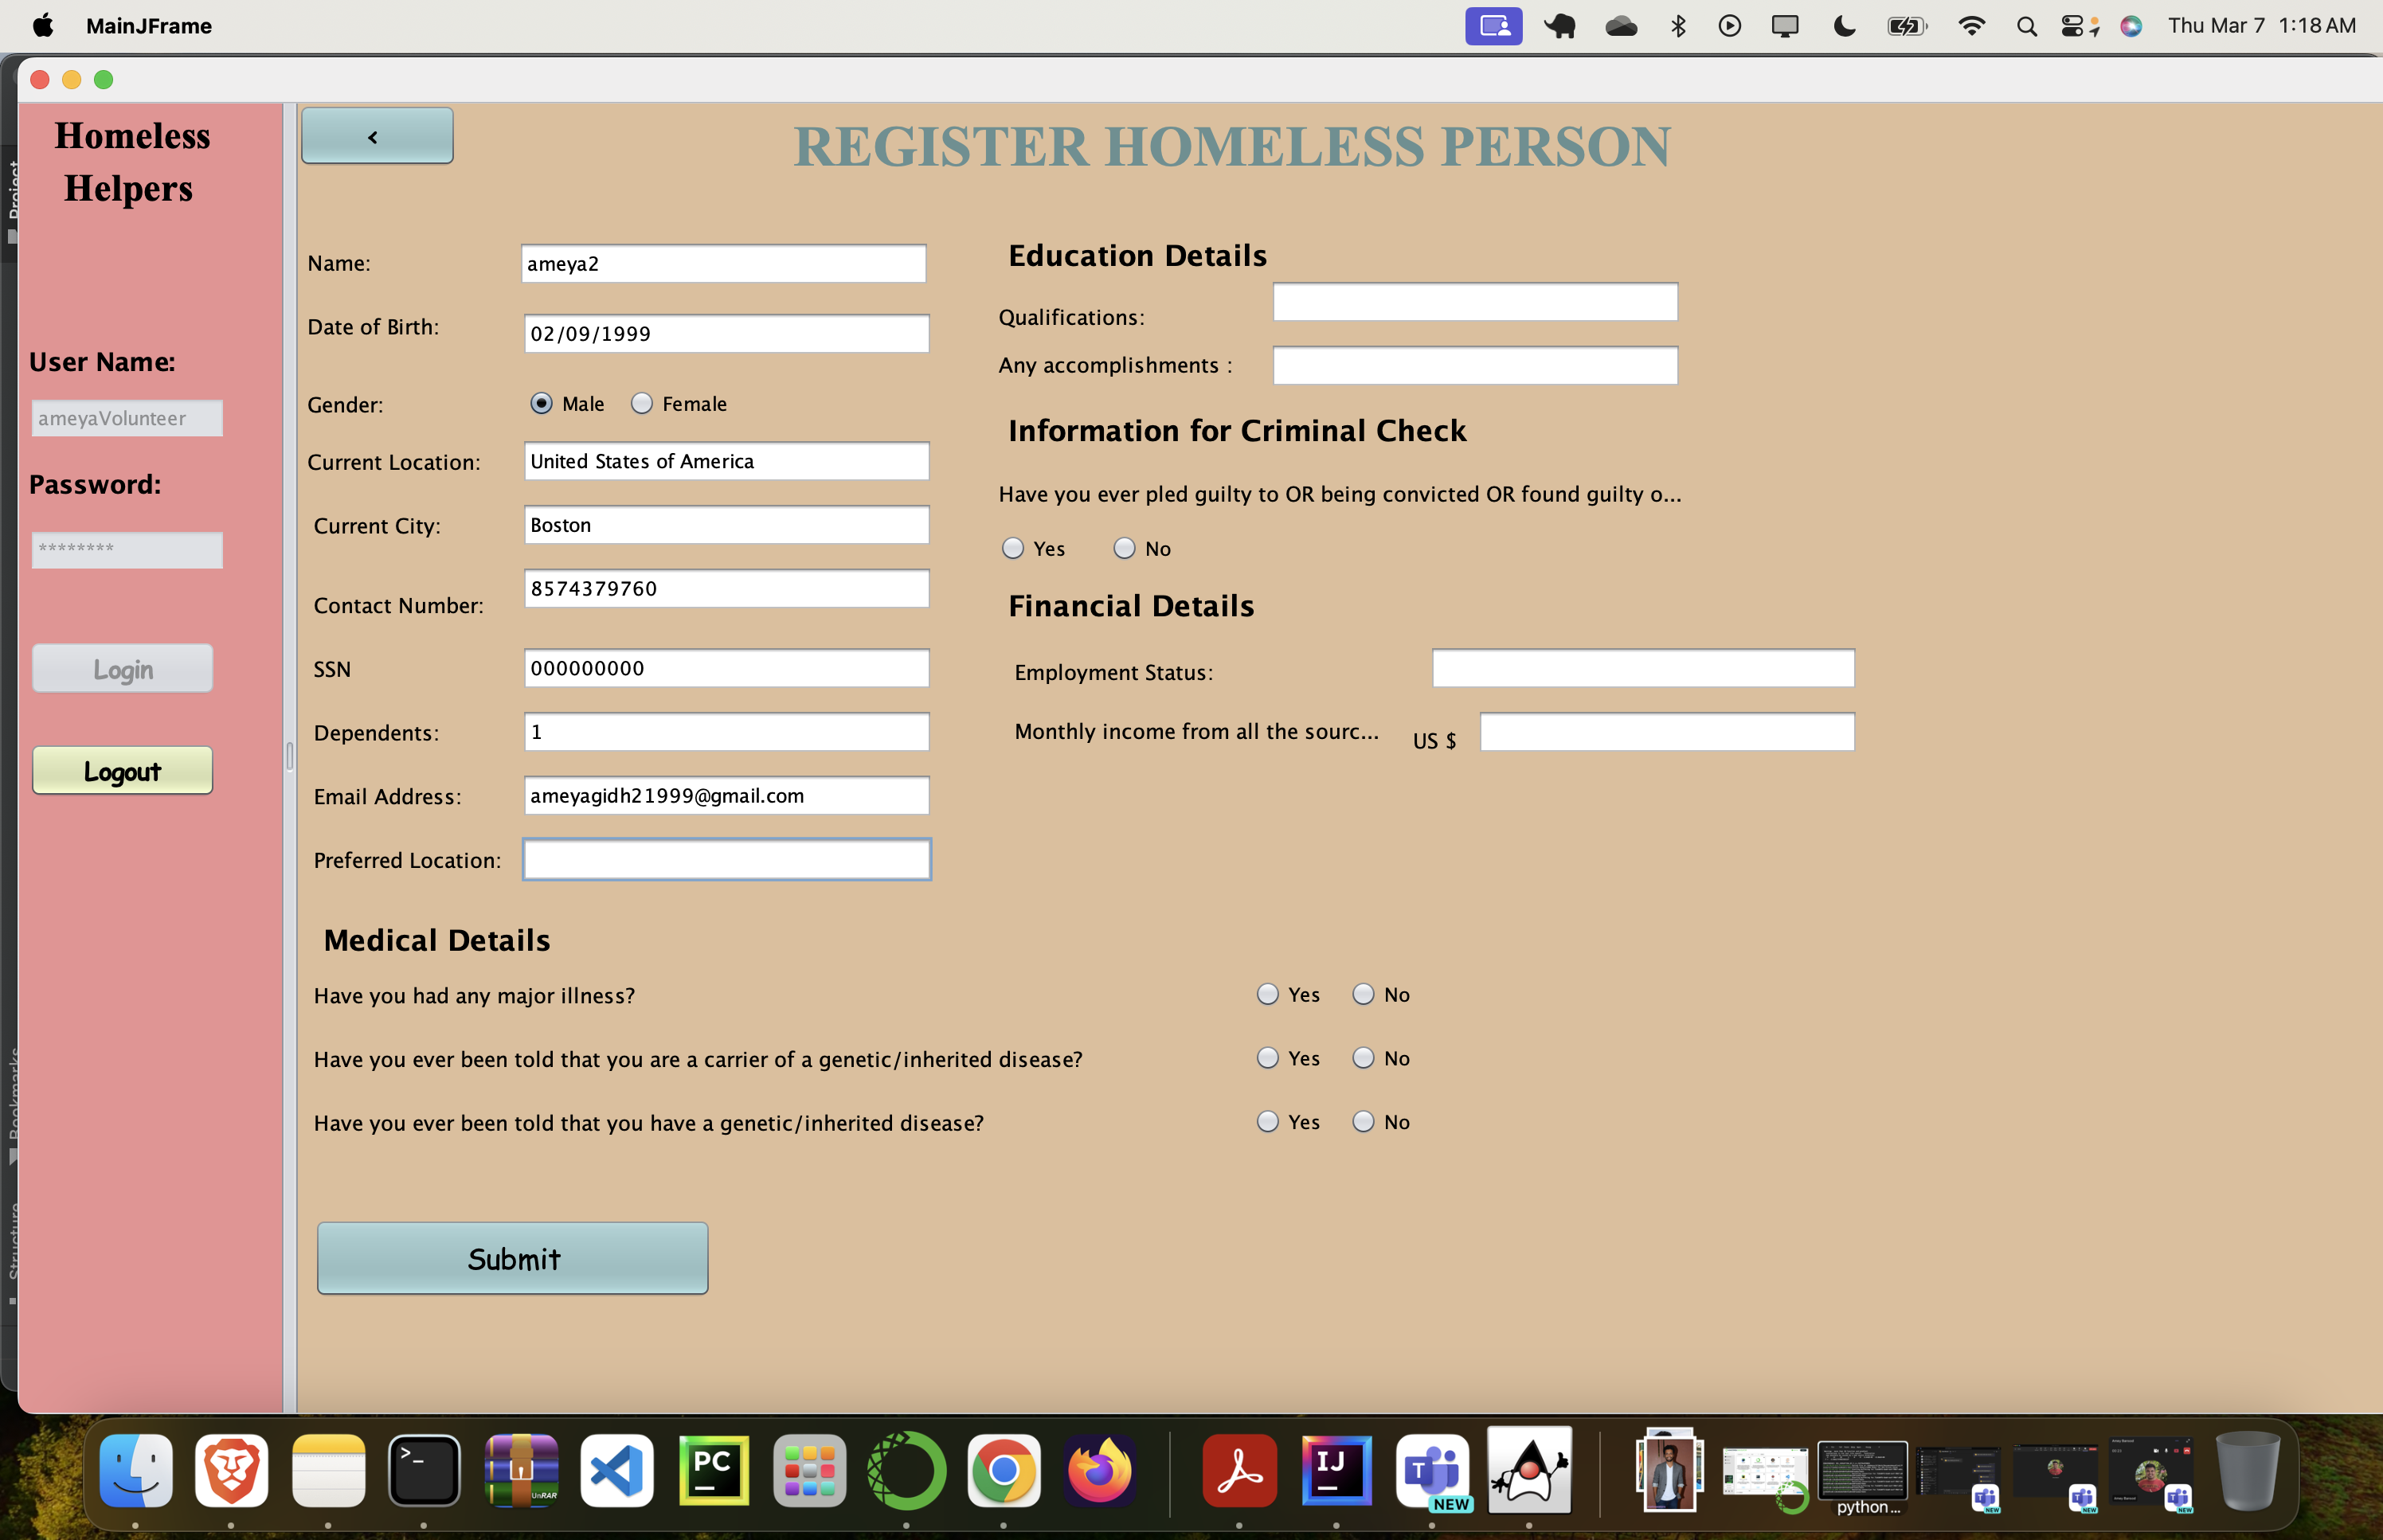 MainJFrame
Thu Mar 7 1:18 AM
Project
Bookmarks
Structure
Homeless
Helpers
User Name:
ameyaVolunteer
Password:
********
Login
Logout
<
REGISTER HOMELESS PERSON
Name:
ameya2
Date of Birth:
02/09/1999
Gender:
Male
Female
Current Location:
United States of America
Current City:
Boston
Contact Number:
8574379760
SSN
000000000
Dependents:
1
Email Address:
ameyagidh21999@gmail.com
Preferred Location:
Education Details
Qualifications:
Any accomplishments :
Information for Criminal Check
Have you ever pled guilty to OR being convicted OR found guilty o...
Yes
No
Financial Details
Employment Status:
Monthly income from all the sourc...
US $
Medical Details
Have you had any major illness?
Yes
No
Have you ever been told that you are a carrier of a genetic/inherited disease?
Yes
No
Have you ever been told that you have a genetic/inherited disease?
Yes
No
Submit
>_
UnRAR
PC
IJ
T
NEW
python ...